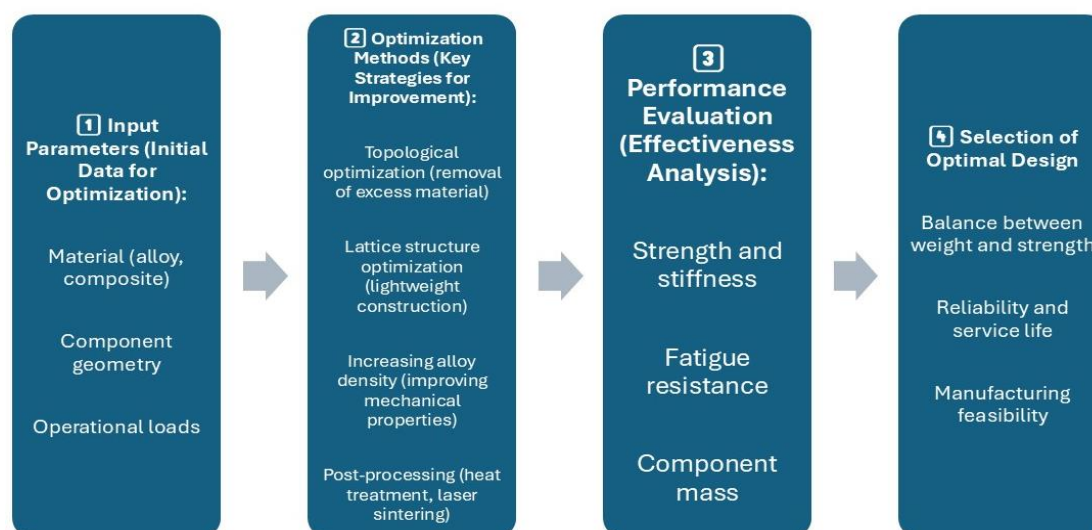 1 Input
Parameters (Initial
Data for
Optimization):
Material (alloy,
composite)
Component
geometry
Operational loads
2 Optimization
Methods (Key
Strategies for
Improvement):
Topological
optimization (removal
of excess material)
Lattice structure
optimization
(lightweight
construction)
Increasing alloy
density (improving
mechanical
properties)
Post-processing (heat
treatment, laser
sintering)
3
Performance
Evaluation
(Effectiveness
Analysis):
Strength and
stiffness
Fatigue
resistance
Component
mass
4 Selection of
Optimal Design
Balance between
weight and strength
Reliability and
service life
Manufacturing
feasibility